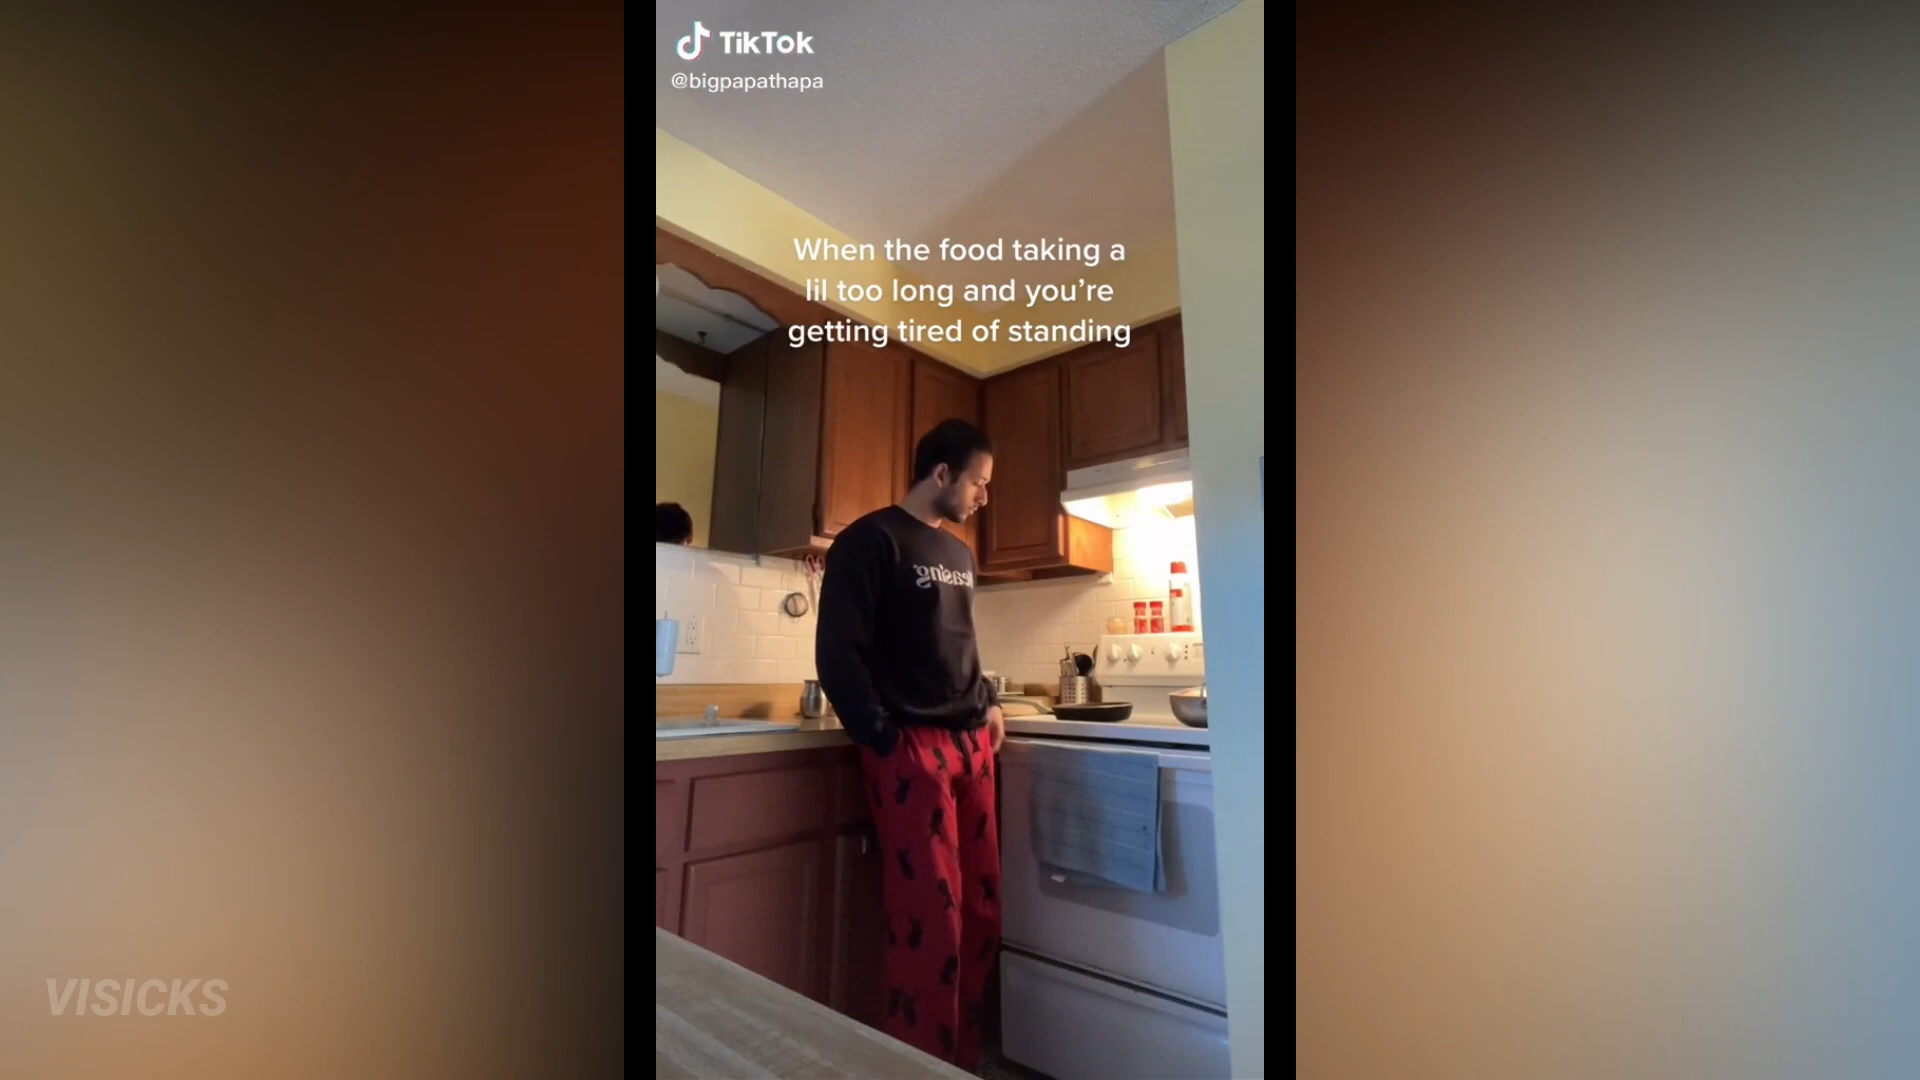 TikTok
@bigpapathapa
When the food taking a
lil too long and you're
getting tired of standing
VISICKS